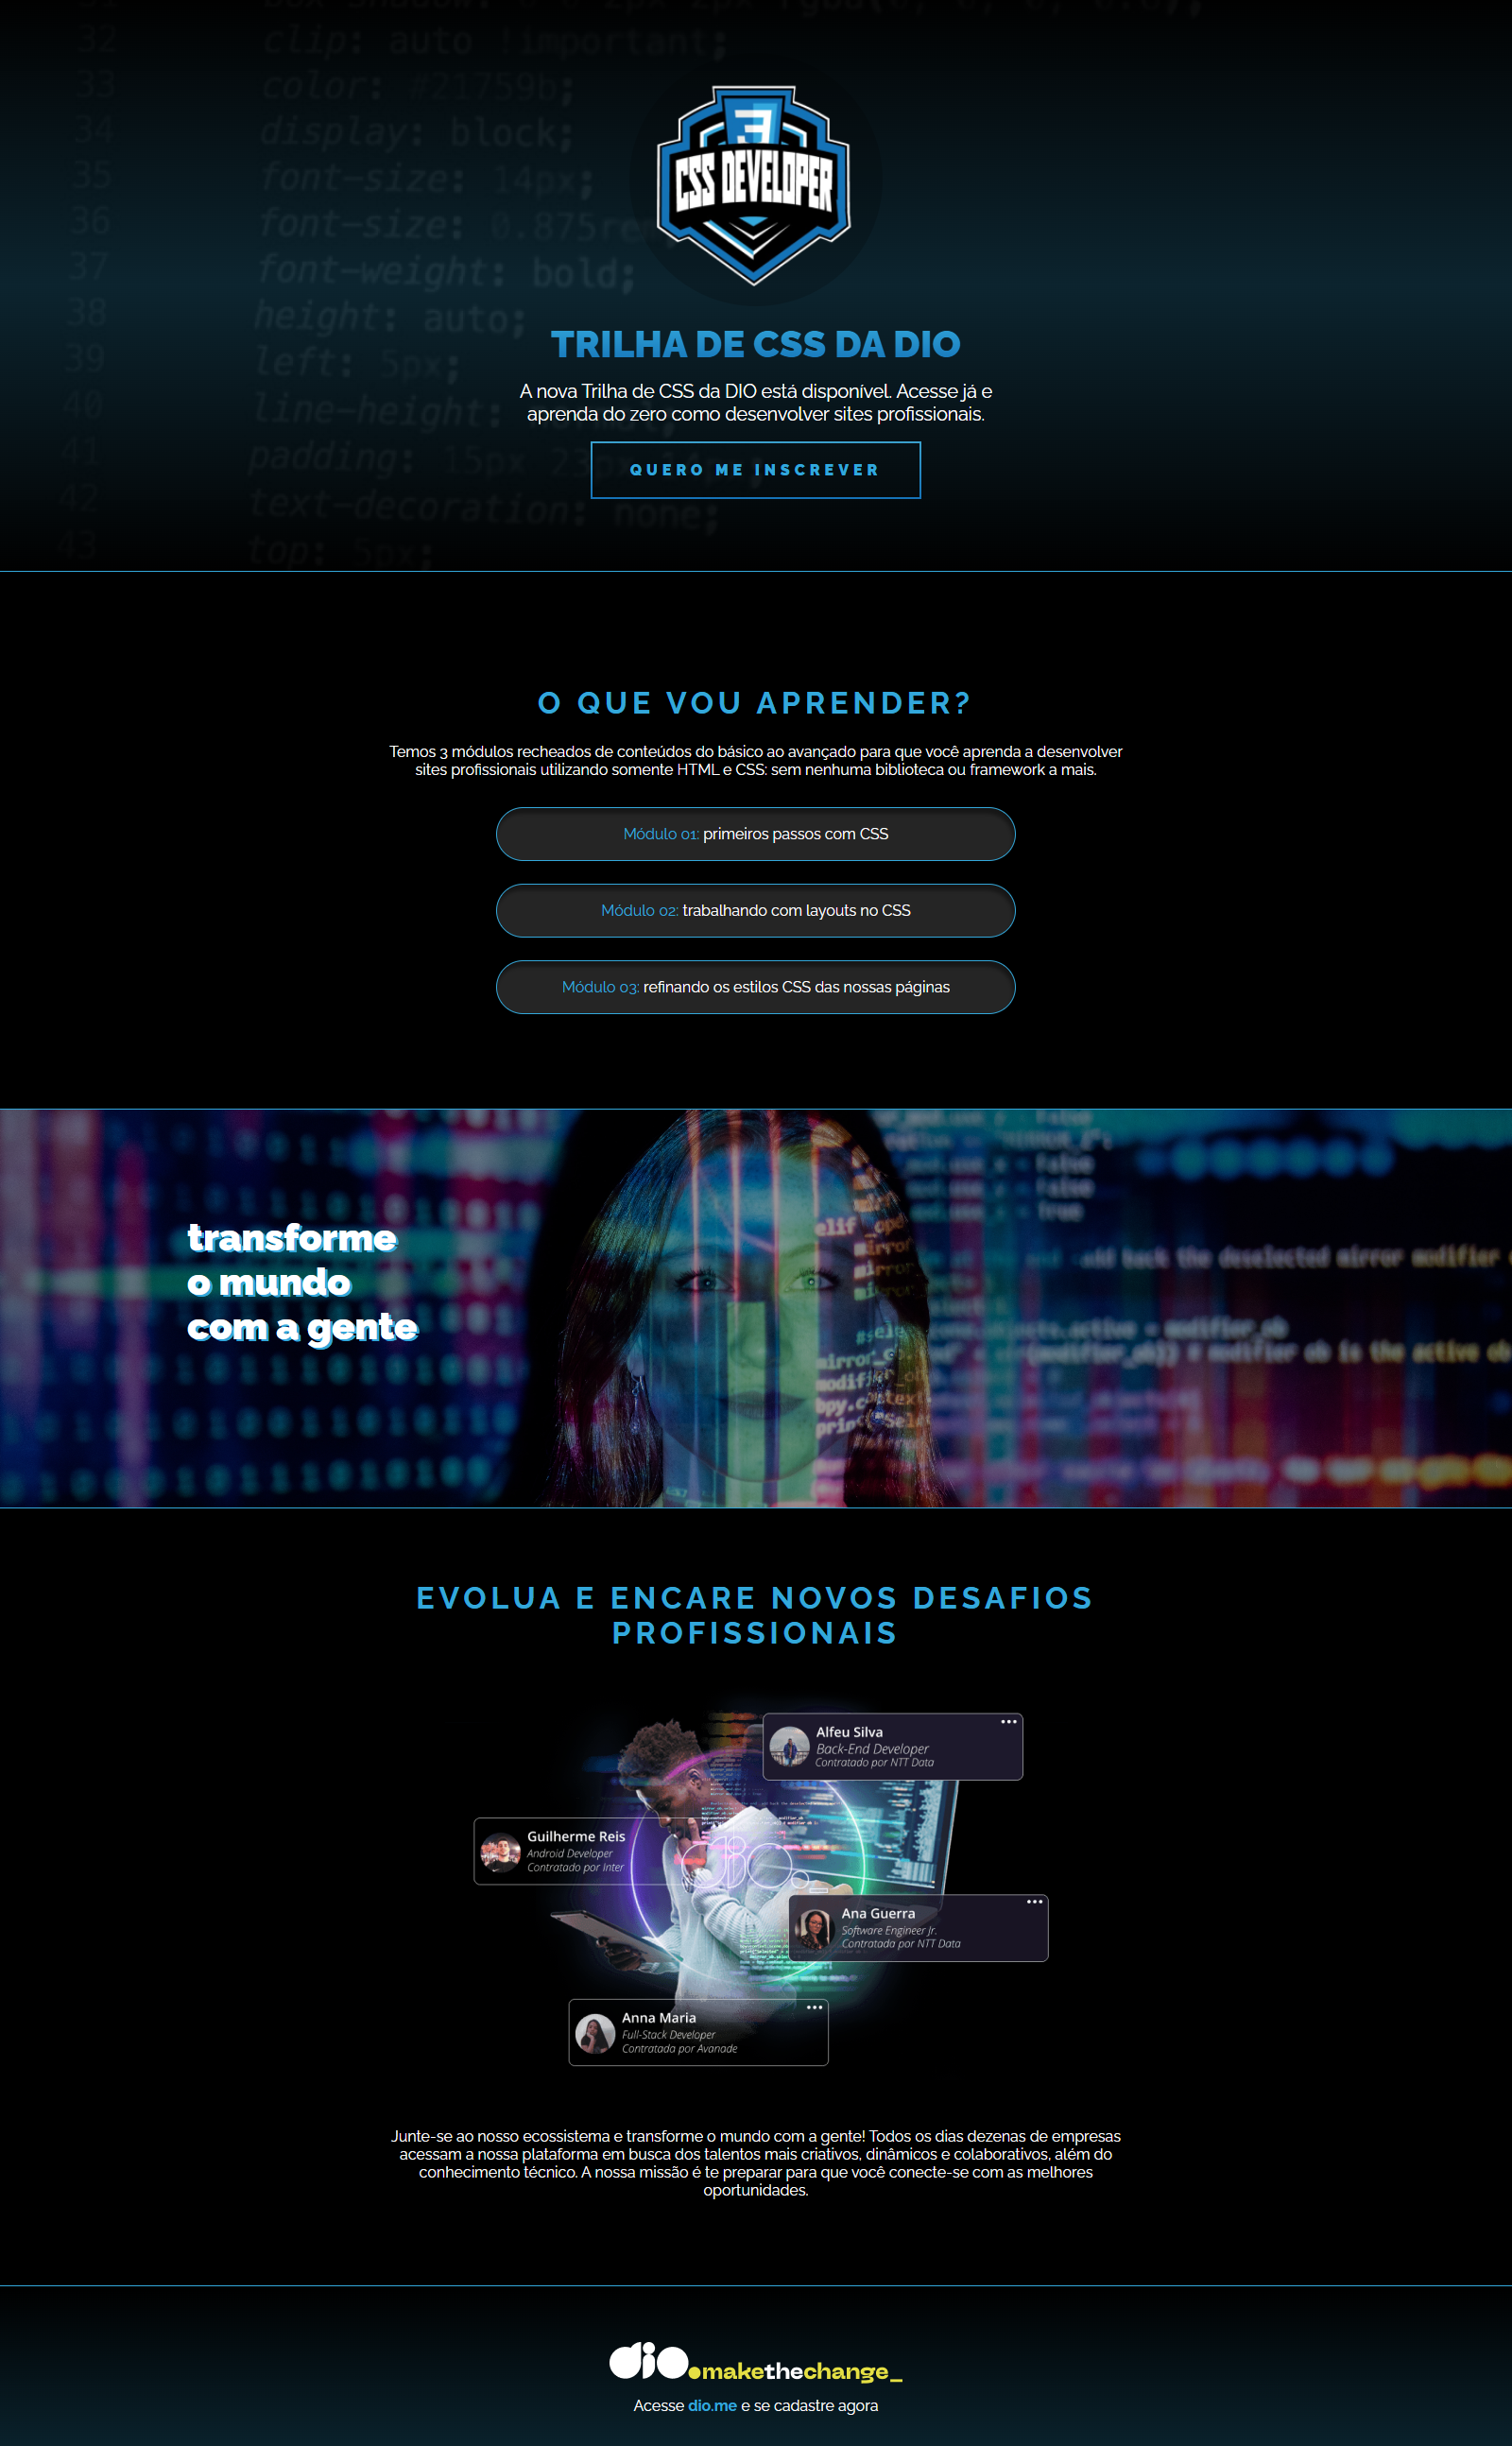 32 clip: auto !important;
33 color: #21759b;
34 display: block;
35 font-size: 14px;
36 font-size: 0.875rem;
37 font-weight: bold;
38 height: auto;
39 left: 5px;
40 line-height: normal;
41 padding: 15px 23px 14px;
42 text-decoration: none;
43 top: 5px;
3
CSS DEVELOPER
TRILHA DE CSS DA DIO
A nova Trilha de CSS da DIO está disponível. Acesse já e
aprenda do zero como desenvolver sites profissionais.
QUERO ME INSCREVER
O QUE VOU APRENDER?
Temos 3 módulos recheados de conteúdos do básico ao avançado para que você aprenda a desenvolver
sites profissionais utilizando somente HTML e CSS: sem nenhuma biblioteca ou framework a mais.
Módulo 01: primeiros passos com CSS
Módulo 02: trabalhando com layouts no CSS
Módulo 03: refinando os estilos CSS das nossas páginas
transforme
o mundo
com a gente
EVOLUA E ENCARE NOVOS DESAFIOS
PROFISSIONAIS
Alfeu Silva
Back-End Developer
Contratado por NTT Data
Guilherme Reis
Android Developer
Contratado por Inter
dio.
Ana Guerra
Software Engineer Jr.
Contratada por NTT Data
Anna Maria
Full-Stack Developer
Contratada por Avanade
Junte-se ao nosso ecossistema e transforme o mundo com a gente! Todos os dias dezenas de empresas
acessam a nossa plataforma em busca dos talentos mais criativos, dinâmicos e colaborativos, além do
conhecimento técnico. A nossa missão é te preparar para que você conecte-se com as melhores
oportunidades.
dio.makethechange_
Acesse dio.me e se cadastre agora